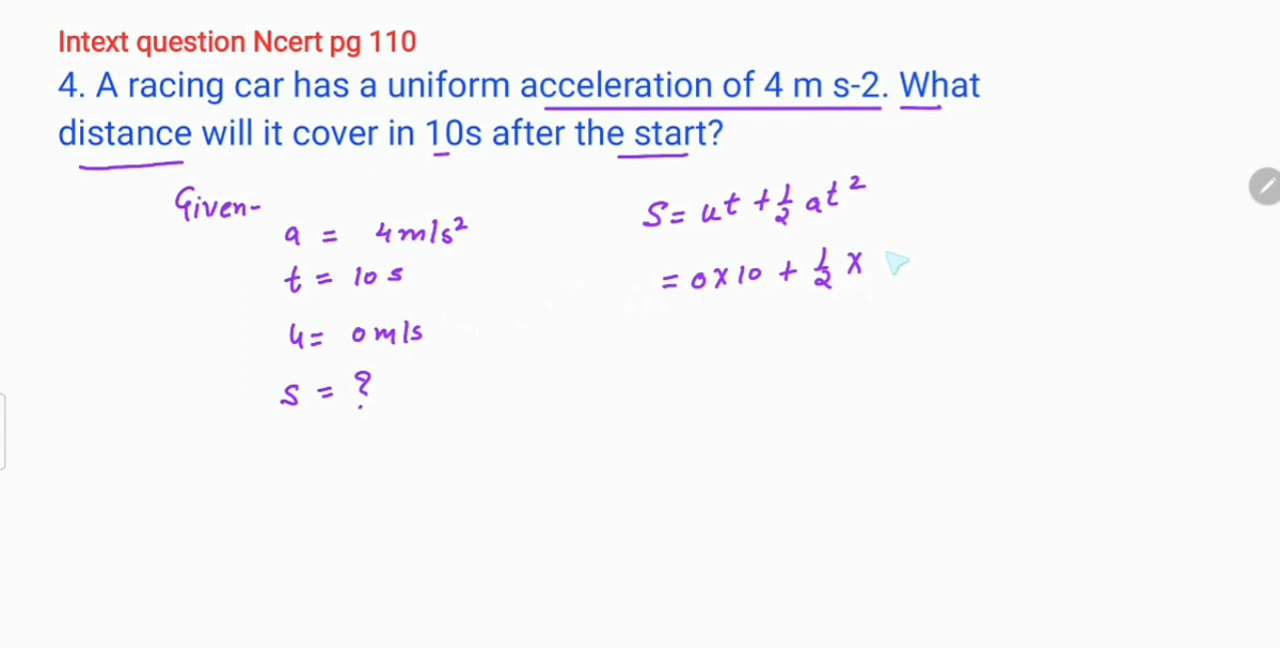 Intext question Ncert pg 110
4. A racing car has a uniform acceleration of 4 m s-2. What
distance will it cover in 10s after the start?
Given-
a = 4m/s²
t = 10 s
u = 0 m/s
s = ?
S = ut + 1/2 at²
= 0 x 10 + 1/2 x